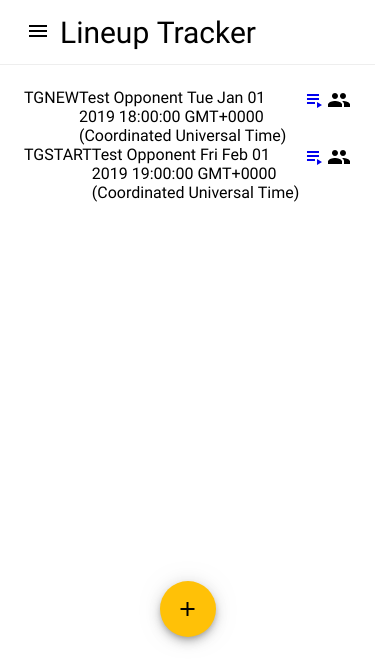 Lineup Tracker
TGNEWTest Opponent Tue Jan 01
2019 18:00:00 GMT+0000
(Coordinated Universal Time)
TGSTARTTest Opponent Fri Feb 01
2019 19:00:00 GMT+0000
(Coordinated Universal Time)
+